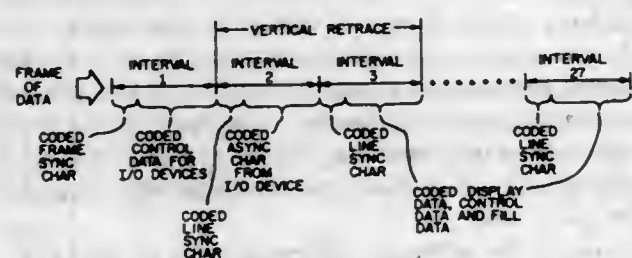 VERTICAL RETRACE
FRAME
OF
DATA
INTERVAL
1
INTERVAL
2
INTERVAL
3
INTERVAL
27
CODED
FRAME
SYNC
CHAR
CODED
CONTROL
DATA FOR
I/O DEVICES
CODED
LINE
SYNC
CHAR
CODED
ASYNC
CHAR
FROM
I/O DEVICE
CODED
LINE
SYNC
CHAR
CODED DISPLAY
DATA, CONTROL
DATA AND FILL
DATA
CODED
LINE
SYNC
CHAR